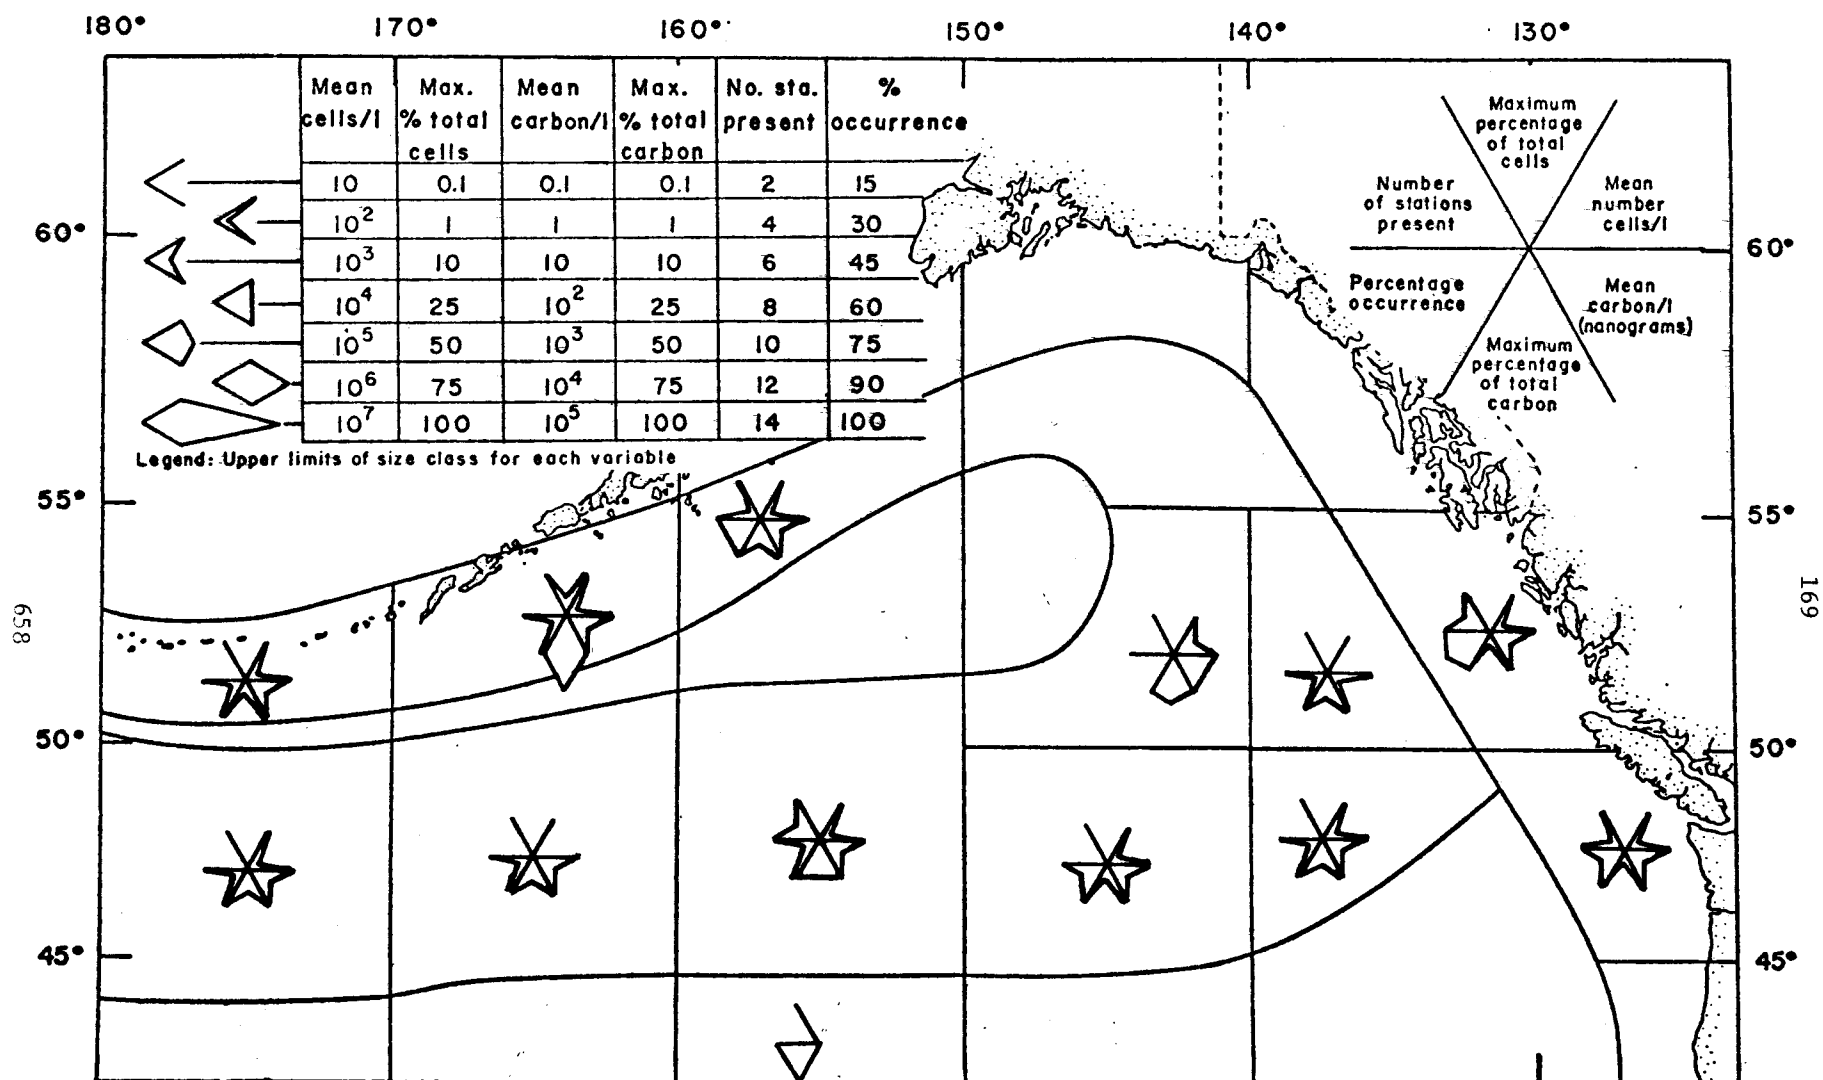 180° 170° 160° 150° 140° 130°
Mean Max. Mean Max. No. sta. %
cells/l % total carbon/l % total present occurrence
cells carbon
10 0.1 0.1 0.1 2 15
10² 1 1 1 4 30
10³ 10 10 10 6 45
10⁴ 25 10² 25 8 60
10⁵ 50 10³ 50 10 75
10⁶ 75 10⁴ 75 12 90
10⁷ 100 10⁵ 100 14 100
Legend: Upper limits of size class for each variable
Maximum
percentage
of total
cells
Number
of stations
present
Mean
number
cells/l
Percentage
occurrence
Mean
carbon/l
(nanograms)
Maximum
percentage
of total
carbon
60° 60°
55° 55°
50° 50°
45° 45°
658
169